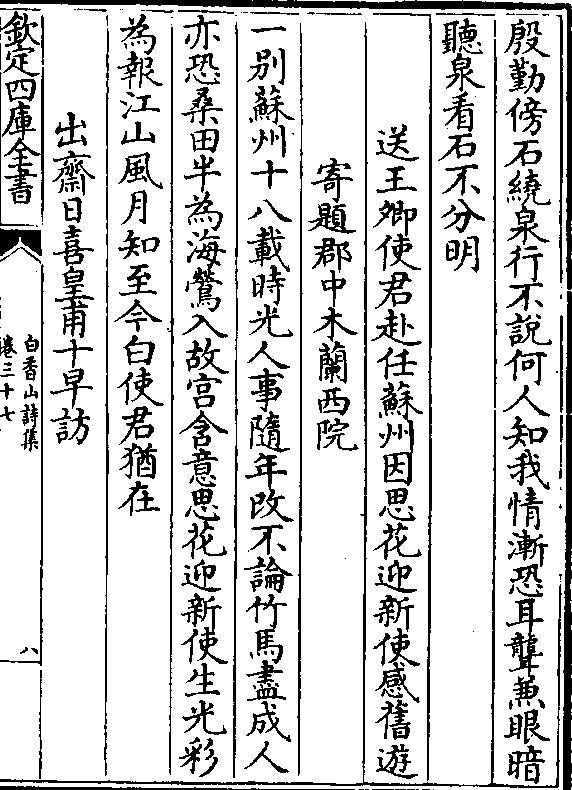 殷勤傍石繞泉行不說何人知我情漸恐耳聾兼眼暗
聽泉看石不分明
送王卿使君赴任蘇州因思花迎新使感舊遊
寄題郡中木蘭西院
一别蘇州十八載時光人事隨年改不論竹馬盡成人
亦恐桑田半為海鶯入故宮含意思花迎新使生光彩
為報江山風月知至今白使君猶在
出齋日喜皇甫十早訪
欽定四庫全書
白香山詩集
卷三十七
八